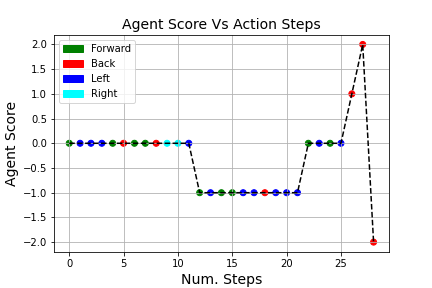 Agent Score Vs Action Steps
Agent Score
2.0
1.5
1.0
0.5
0.0
−0.5
−1.0
−1.5
−2.0
Forward
Back
Left
Right
0 5 10 15 20 25
Num. Steps